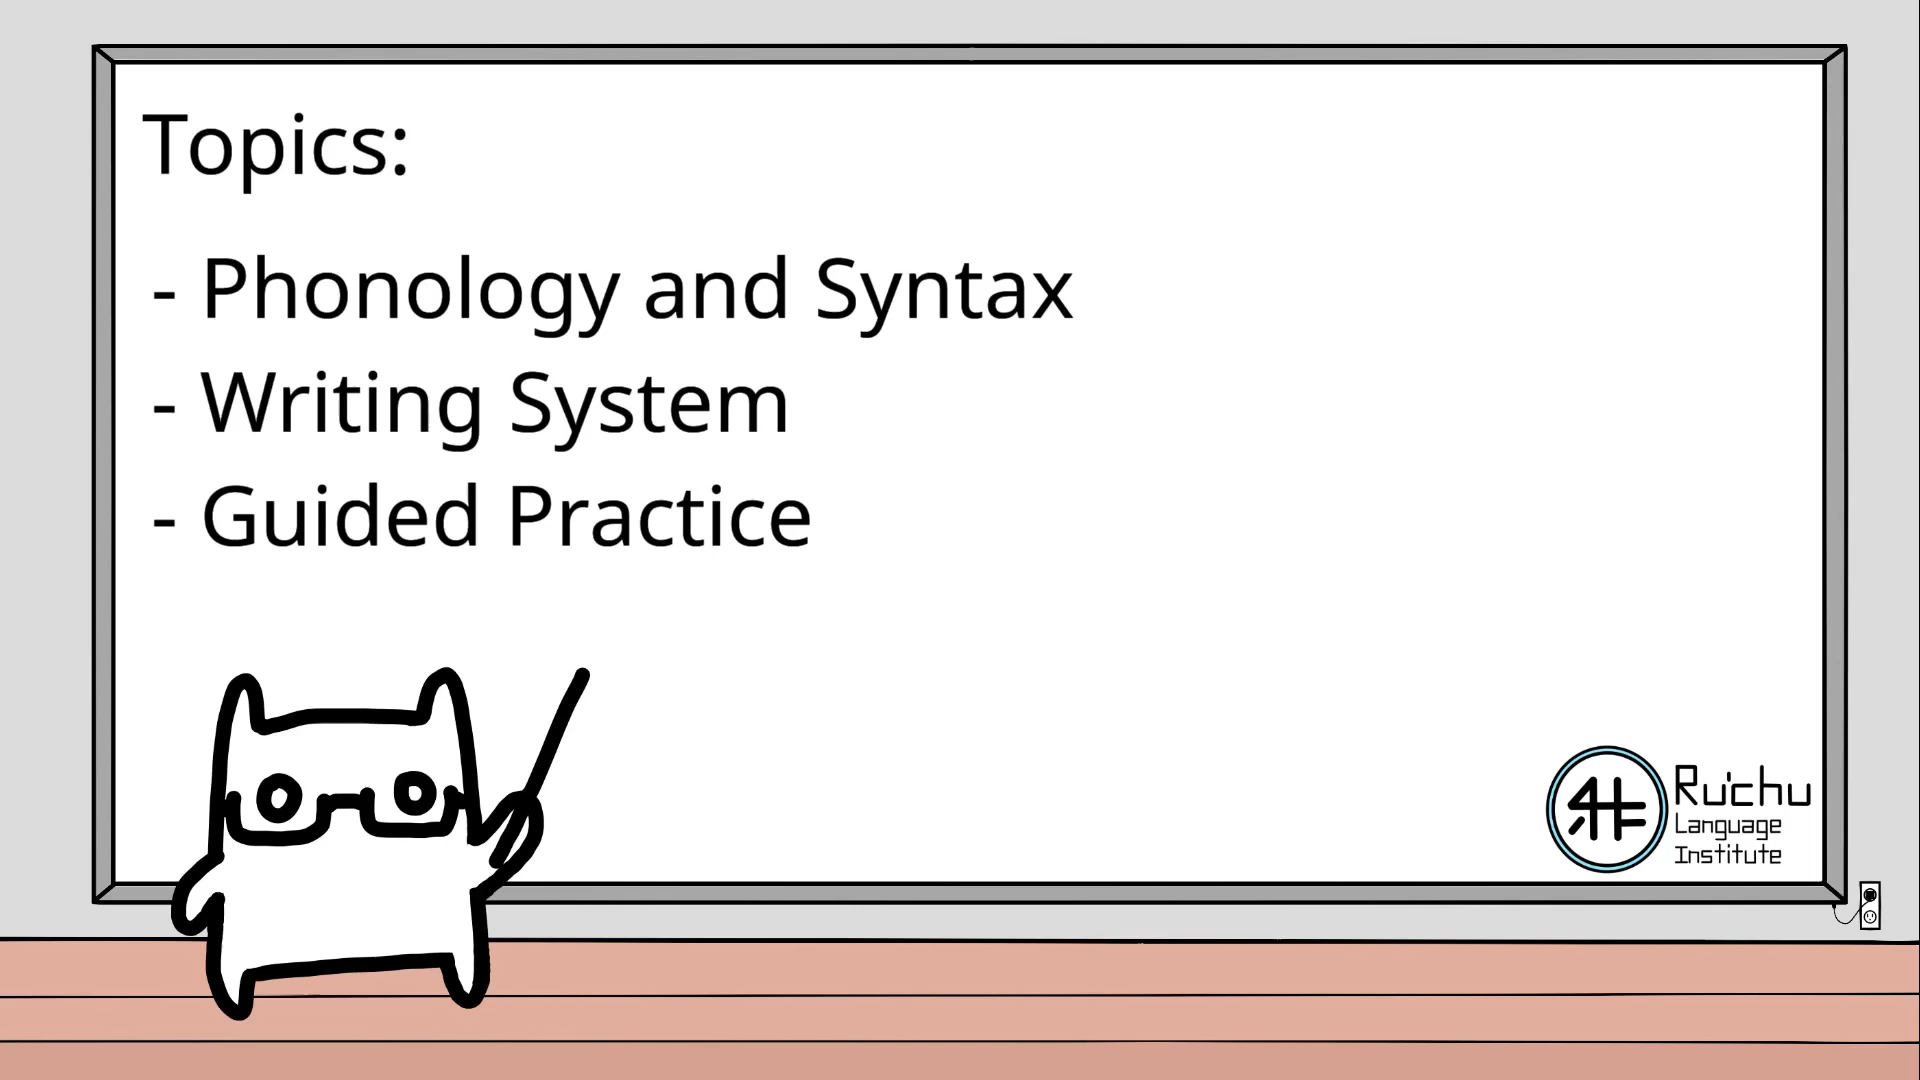 Topics:
- Phonology and Syntax
- Writing System
- Guided Practice
Ru'chu
Language
Institute